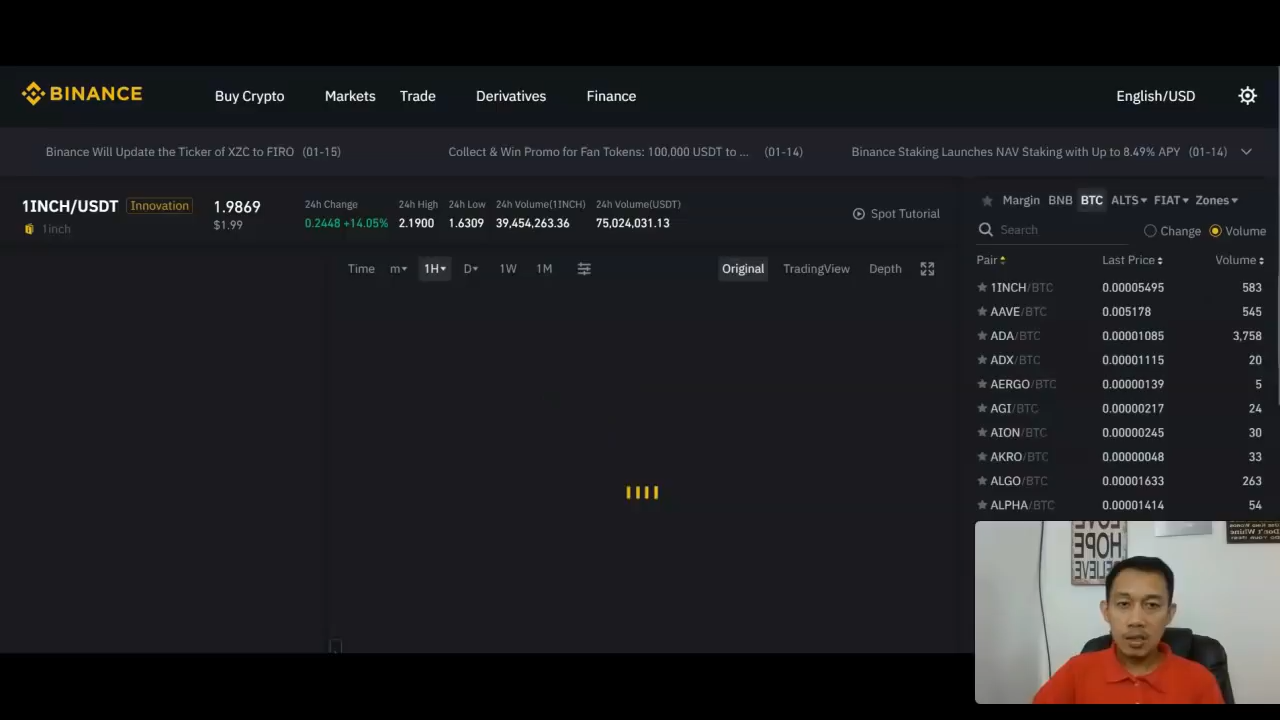 BINANCE
Buy Crypto Markets Trade Derivatives Finance English/USD
Binance Will Update the Ticker of XZC to FIRO (01-15) Collect & Win Promo for Fan Tokens: 100,000 USDT to ... (01-14) Binance Staking Launches NAV Staking with Up to 8.49% APY (01-14)
1INCH/USDT Innovation 1.9869
1inch $1.99
24h Change 24h High 24h Low 24h Volume(1INCH) 24h Volume(USDT)
0.2448 +14.05% 2.1900 1.6309 39,454,263.36 75,024,031.13
Spot Tutorial
Time m 1H D 1W 1M Original TradingView Depth
Margin BNB BTC ALTS FIAT Zones
Search Change Volume
Pair Last Price Volume
1INCH/BTC 0.00005495 583
AAVE/BTC 0.005178 545
ADA/BTC 0.00001085 3,758
ADX/BTC 0.00001115 20
AERGO/BTC 0.00000139 5
AGI/BTC 0.00000217 24
AION/BTC 0.00000245 30
AKRO/BTC 0.00000048 33
ALGO/BTC 0.00001633 263
ALPHA/BTC 0.00001414 54
LOVE
HOPE
BELIEVE